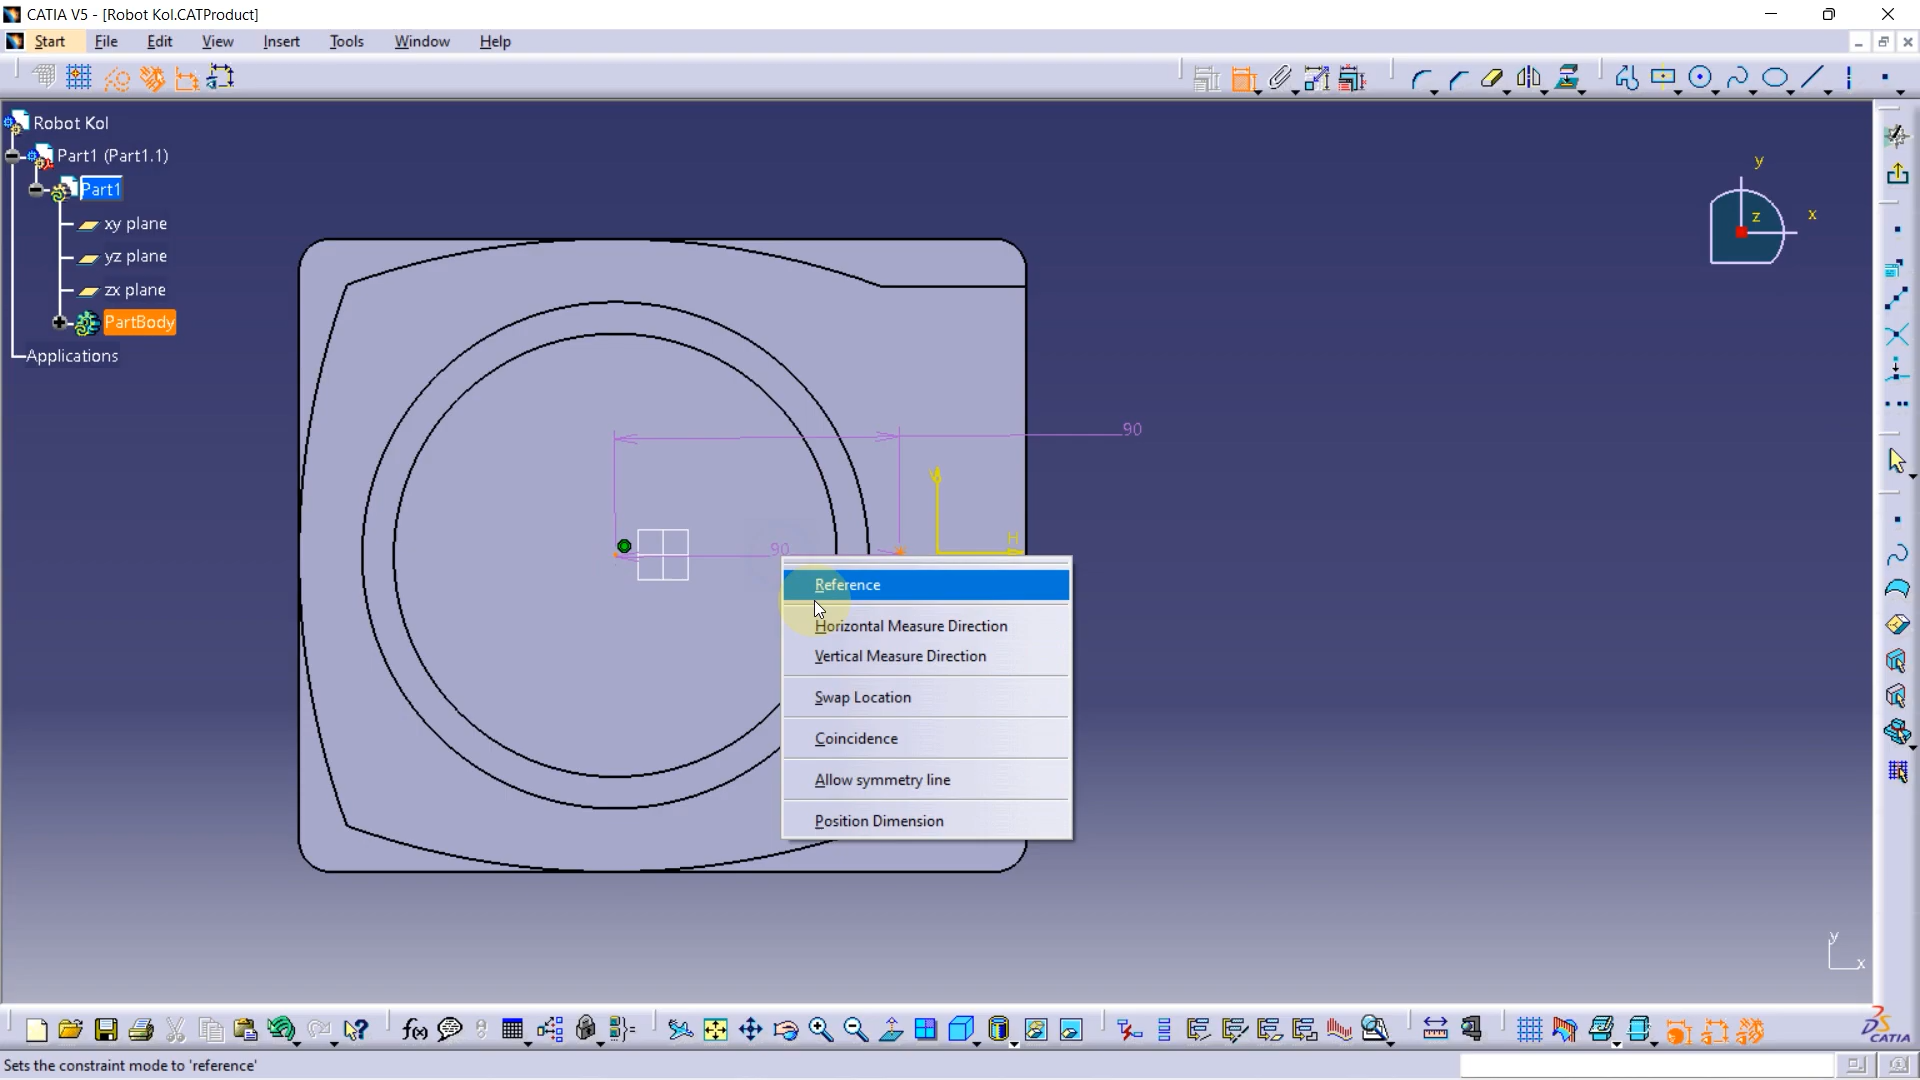 CATIA V5 - [Robot Kol.CATProduct]
Start File Edit View Insert Tools Window Help
Robot Kol
Part1 (Part1.1)
Part1
xy plane
yz plane
zx plane
PartBody
Applications
y
x
z
90
90
H
Reference
Horizontal Measure Direction
Vertical Measure Direction
Swap Location
Coincidence
Allow symmetry line
Position Dimension
y
x
f(x)
CATIA
Sets the constraint mode to 'reference'